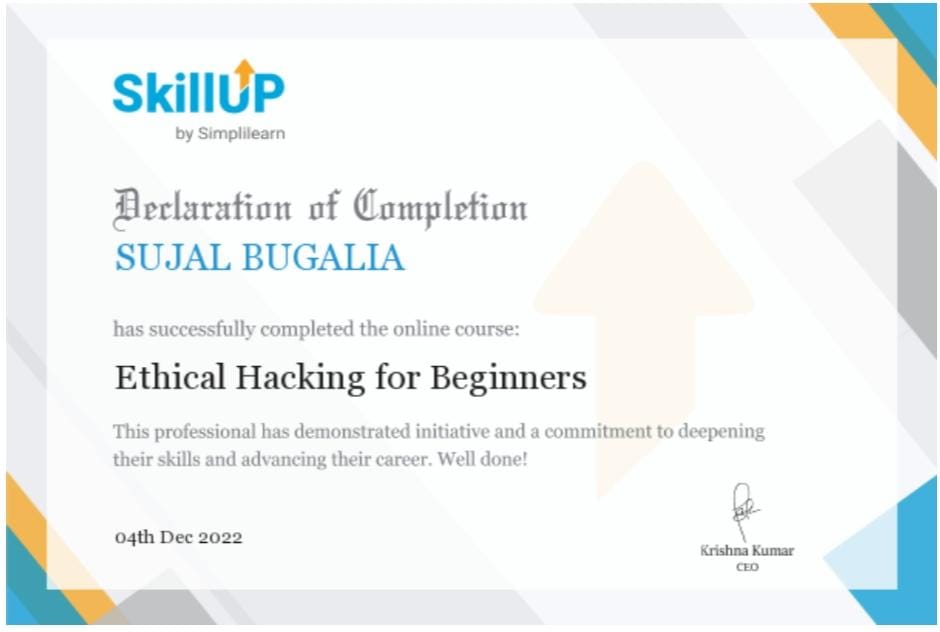 SkillUP
by Simplilearn
Declaration of Completion
SUJAL BUGALIA
has successfully completed the online course:
Ethical Hacking for Beginners
This professional has demonstrated initiative and a commitment to deepening
their skills and advancing their career. Well done!
04th Dec 2022
Krishna Kumar
CEO